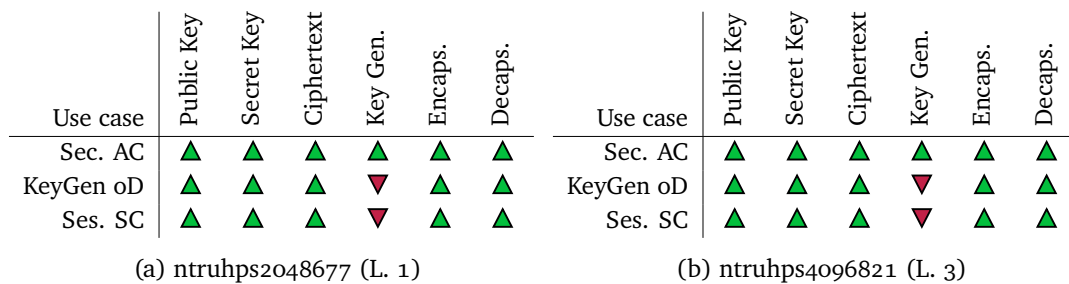 Use case Public Key Secret Key Ciphertext Key Gen. Encaps. Decaps.
Sec. AC
KeyGen oD
Ses. SC
(a) ntruhps2048677 (L. 1)
Use case Public Key Secret Key Ciphertext Key Gen. Encaps. Decaps.
Sec. AC
KeyGen oD
Ses. SC
(b) ntruhps4096821 (L. 3)